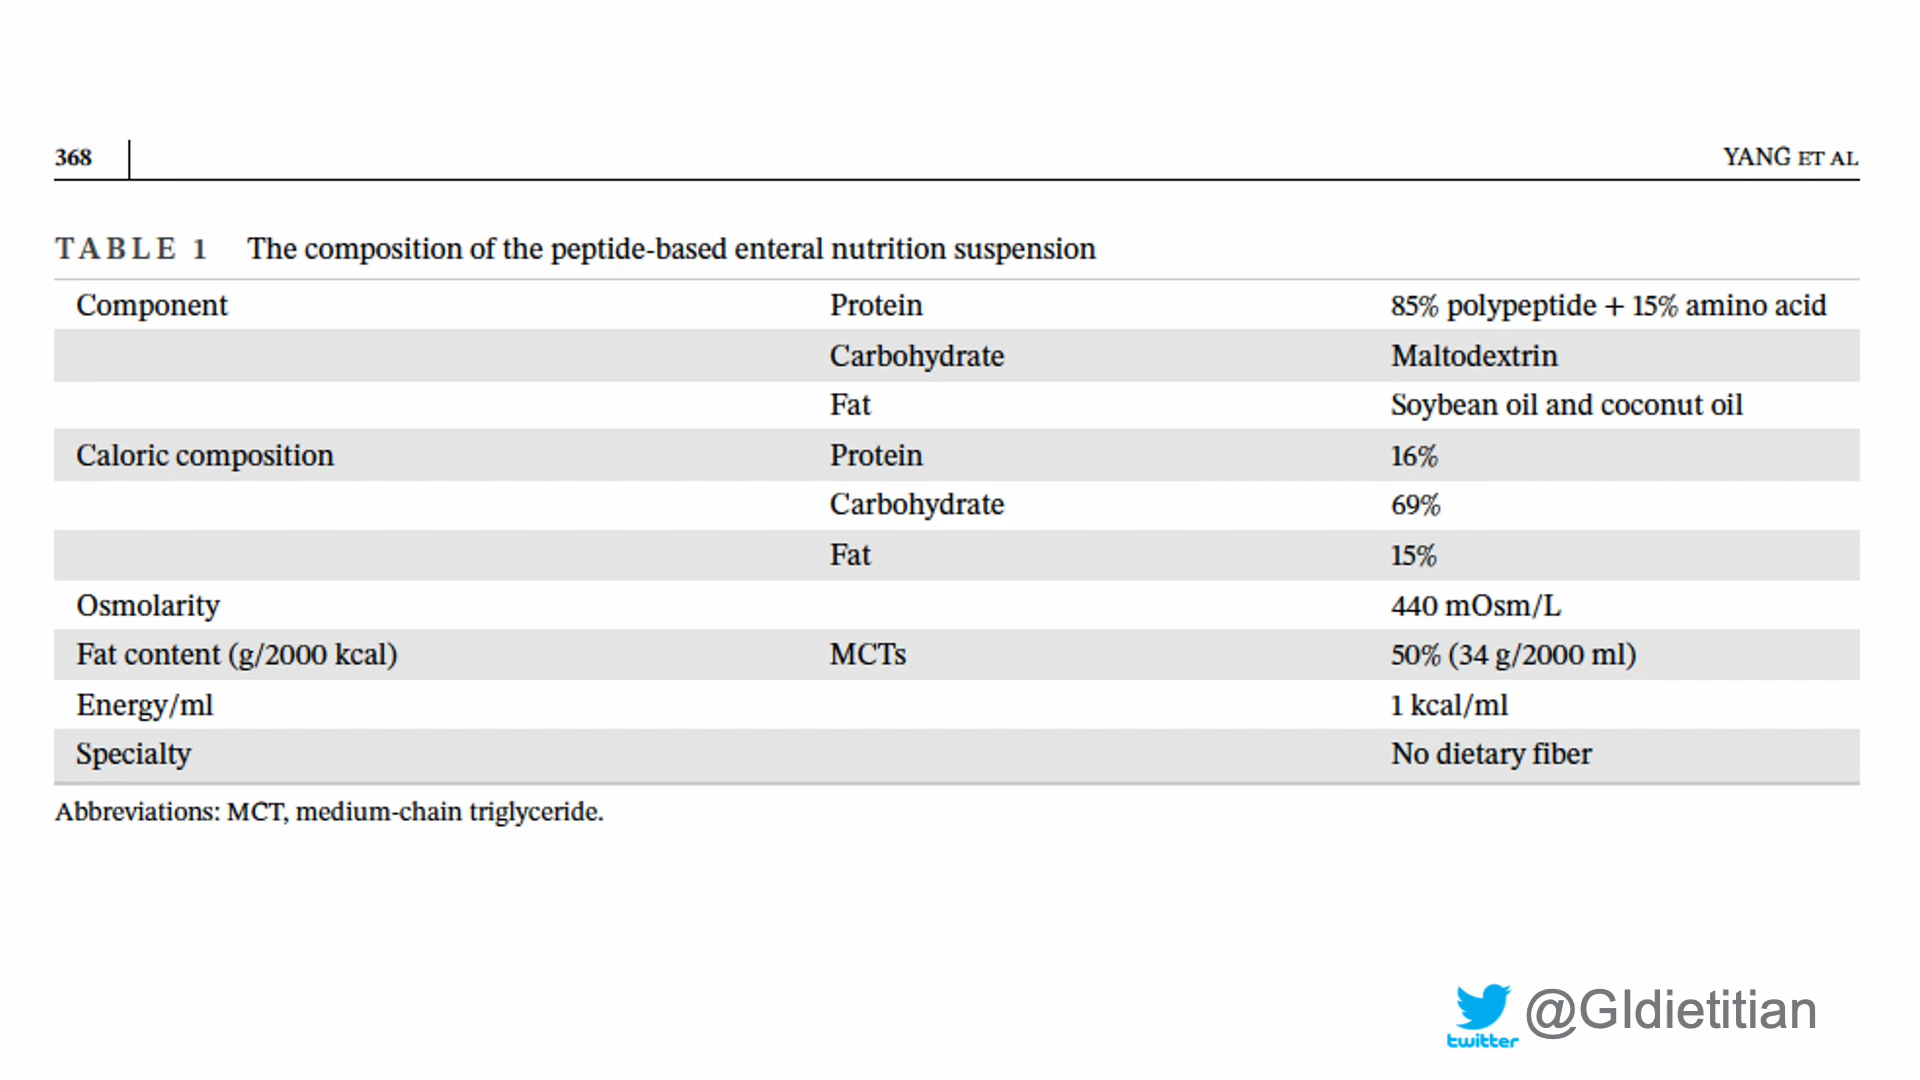 368
YANG ET AL
TABLE 1 The composition of the peptide-based enteral nutrition suspension
Component Protein 85% polypeptide + 15% amino acid
Carbohydrate Maltodextrin
Fat Soybean oil and coconut oil
Caloric composition Protein 16%
Carbohydrate 69%
Fat 15%
Osmolarity 440 mOsm/L
Fat content (g/2000 kcal) MCTs 50% (34 g/2000 ml)
Energy/ml 1 kcal/ml
Specialty No dietary fiber
Abbreviations: MCT, medium-chain triglyceride.
@GIdietitian
twitter